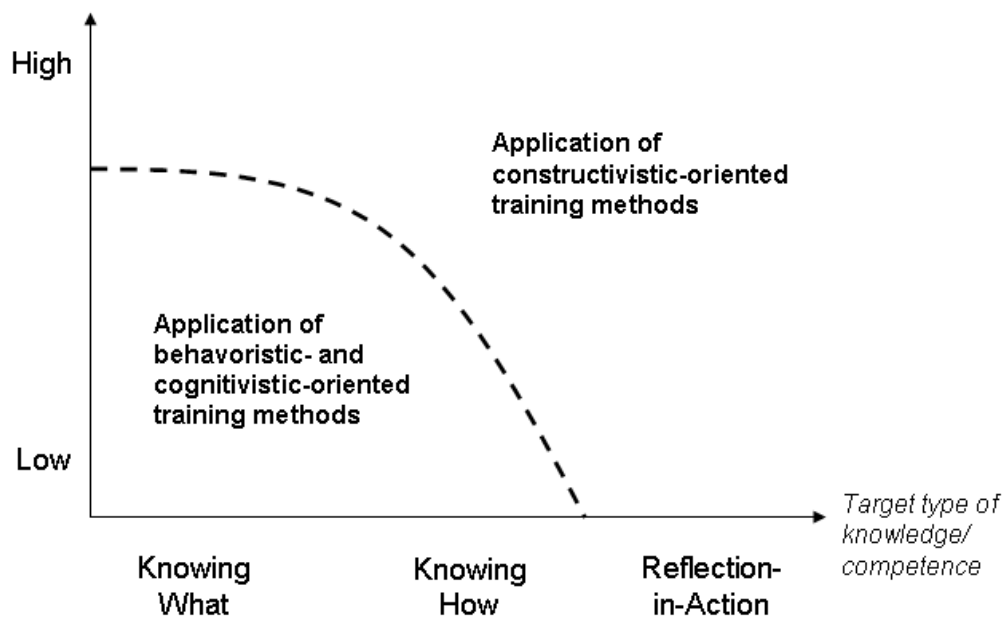 High
Application of
constructivistic-oriented
training methods
Application of
behavoristic- and
cognitivistic-oriented
training methods
Low
Target type of
knowledge/
competence
Knowing
What
Knowing
How
Reflection-
in-Action